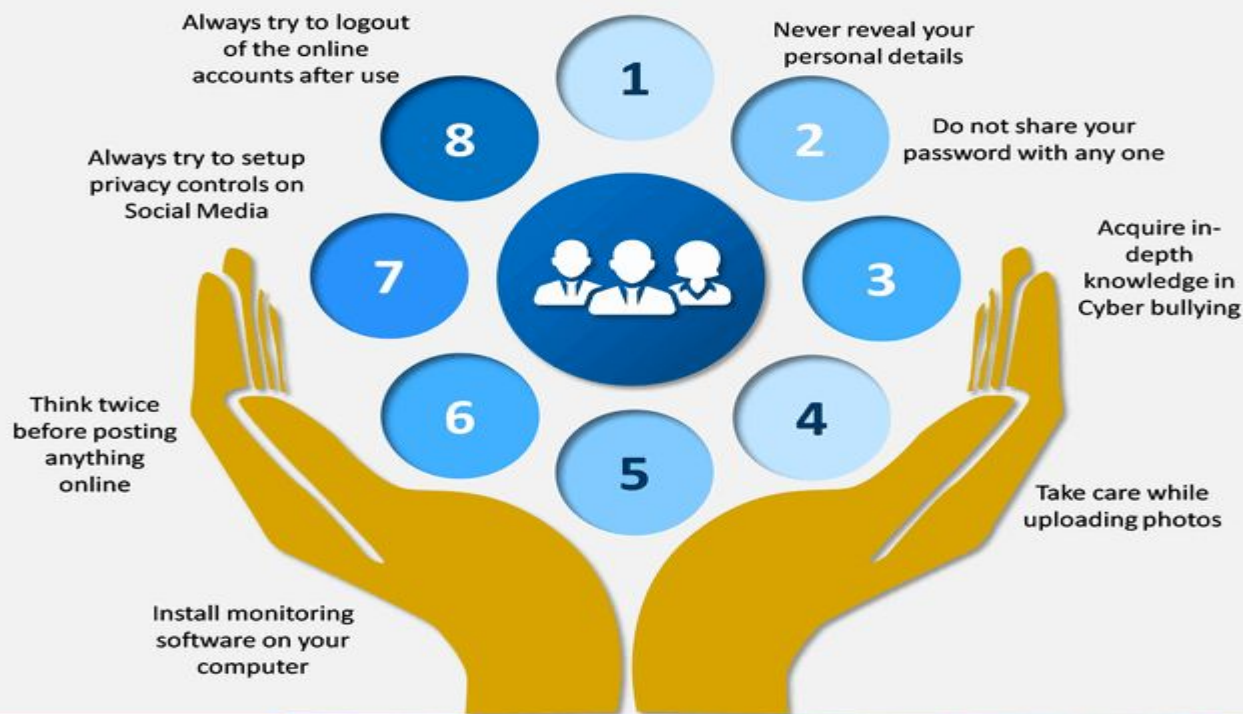 1
Never reveal your
personal details
2
Do not share your
password with any one
3
Acquire in-
depth
knowledge in
Cyber bullying
4
Take care while
uploading photos
5
Install monitoring
software on your
computer
6
Think twice
before posting
anything
online
7
Always try to setup
privacy controls on
Social Media
8
Always try to logout
of the online
accounts after use